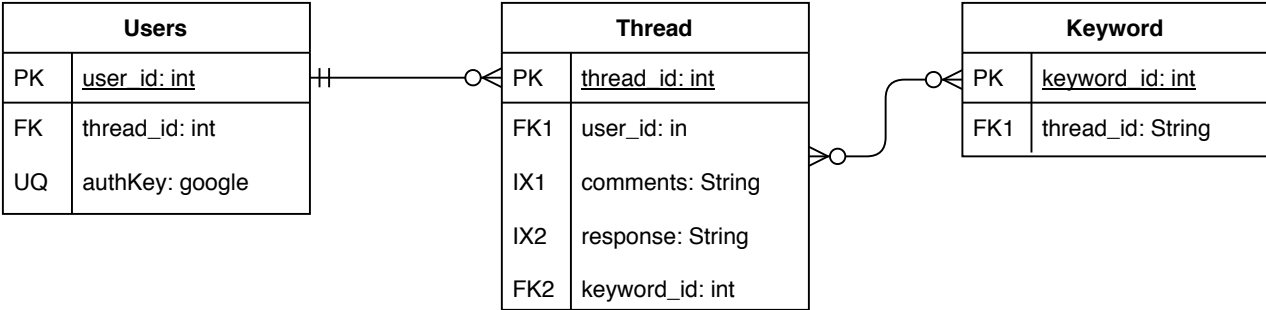 Users
PK user_id: int
FK thread_id: int
UQ authKey: google
Thread
PK thread_id: int
FK1 user_id: in
IX1 comments: String
IX2 response: String
FK2 keyword_id: int
Keyword
PK keyword_id: int
FK1 thread_id: String